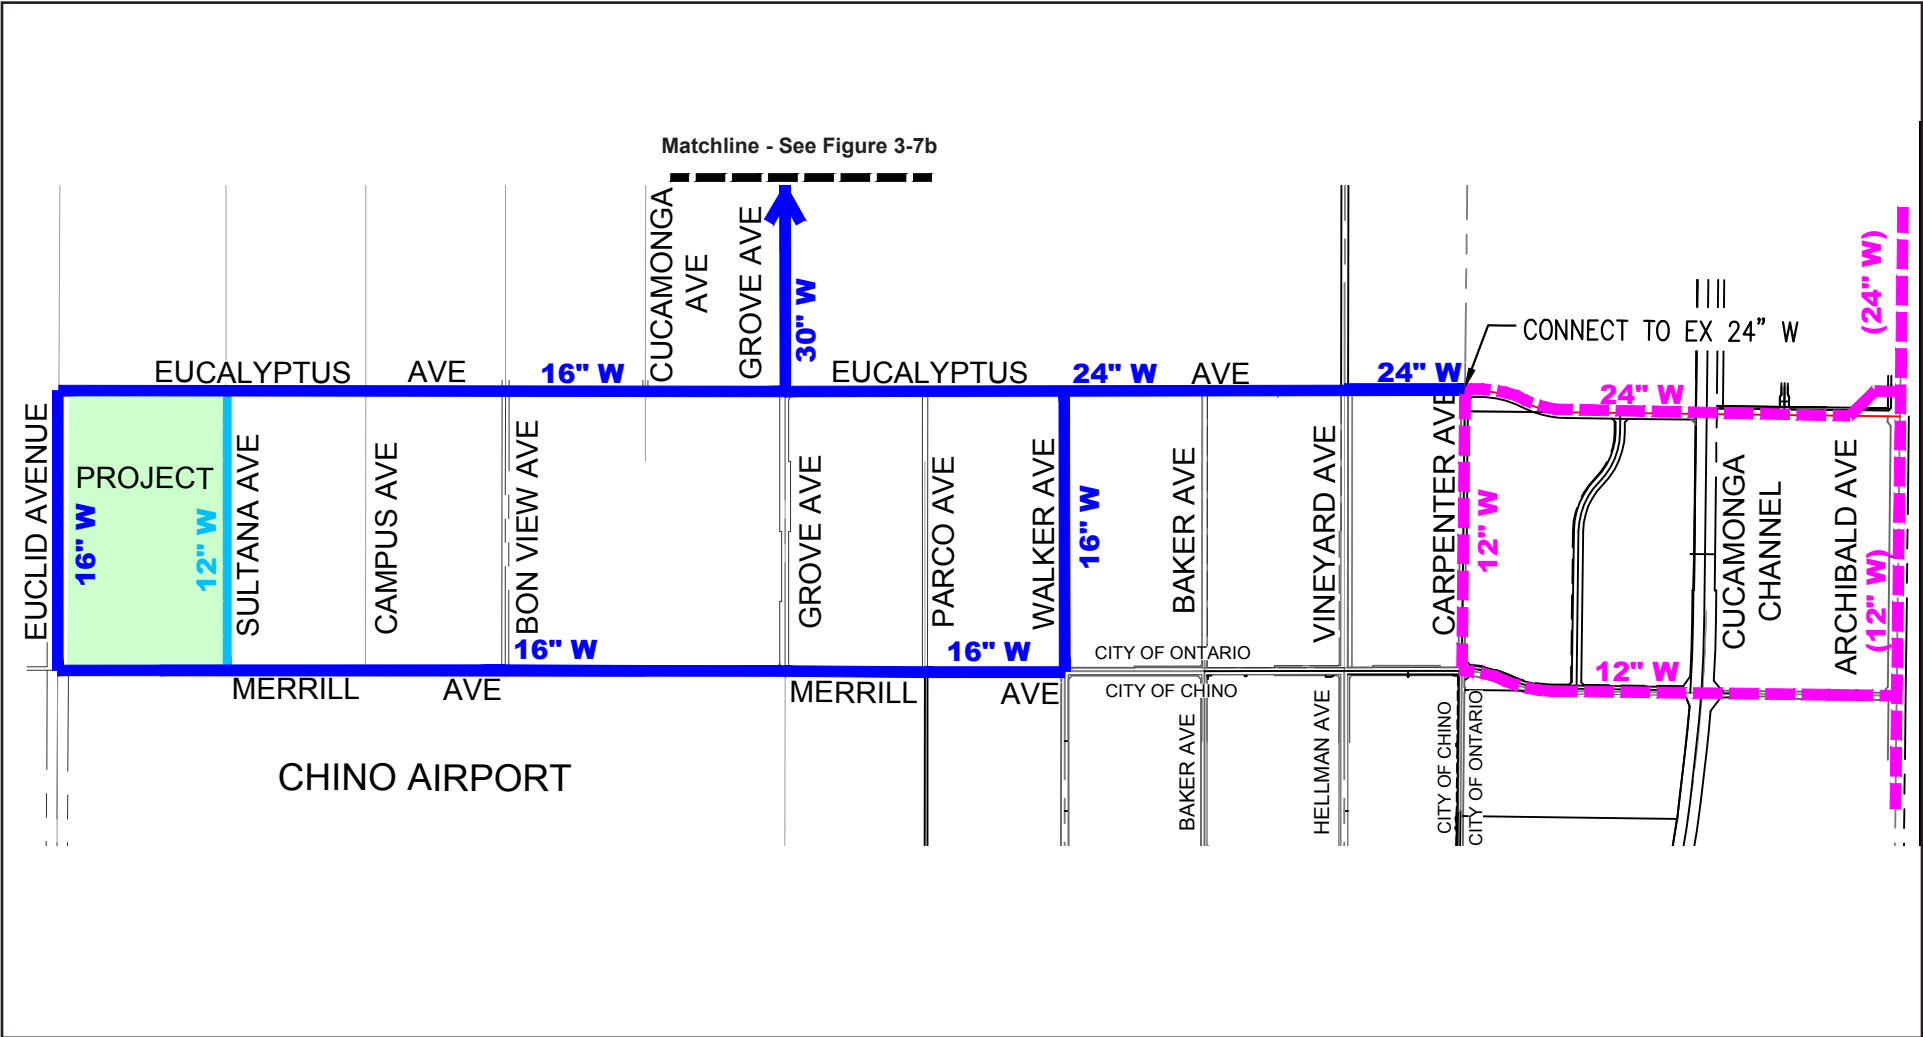 Matchline - See Figure 3-7b
CUCAMONGA
AVE
GROVE AVE
30" W
(24" W)
CONNECT TO EX 24" W
EUCALYPTUS
AVE
16" W
EUCALYPTUS
24" W
AVE
24" W
24" W
EUCLID AVENUE
PROJECT
16" W
12" W
SULTANA AVE
CAMPUS AVE
BON VIEW AVE
GROVE AVE
PARCO AVE
WALKER AVE
16" W
BAKER AVE
VINEYARD AVE
CARPENTER AVE
12" W
CUCAMONGA
CHANNEL
ARCHIBALD AVE
(12" W)
16" W
16" W
CITY OF ONTARIO
12" W
MERRILL
AVE
MERRILL
AVE
CITY OF CHINO
BAKER AVE
HELLMAN AVE
CITY OF CHINO
CITY OF ONTARIO
CHINO AIRPORT